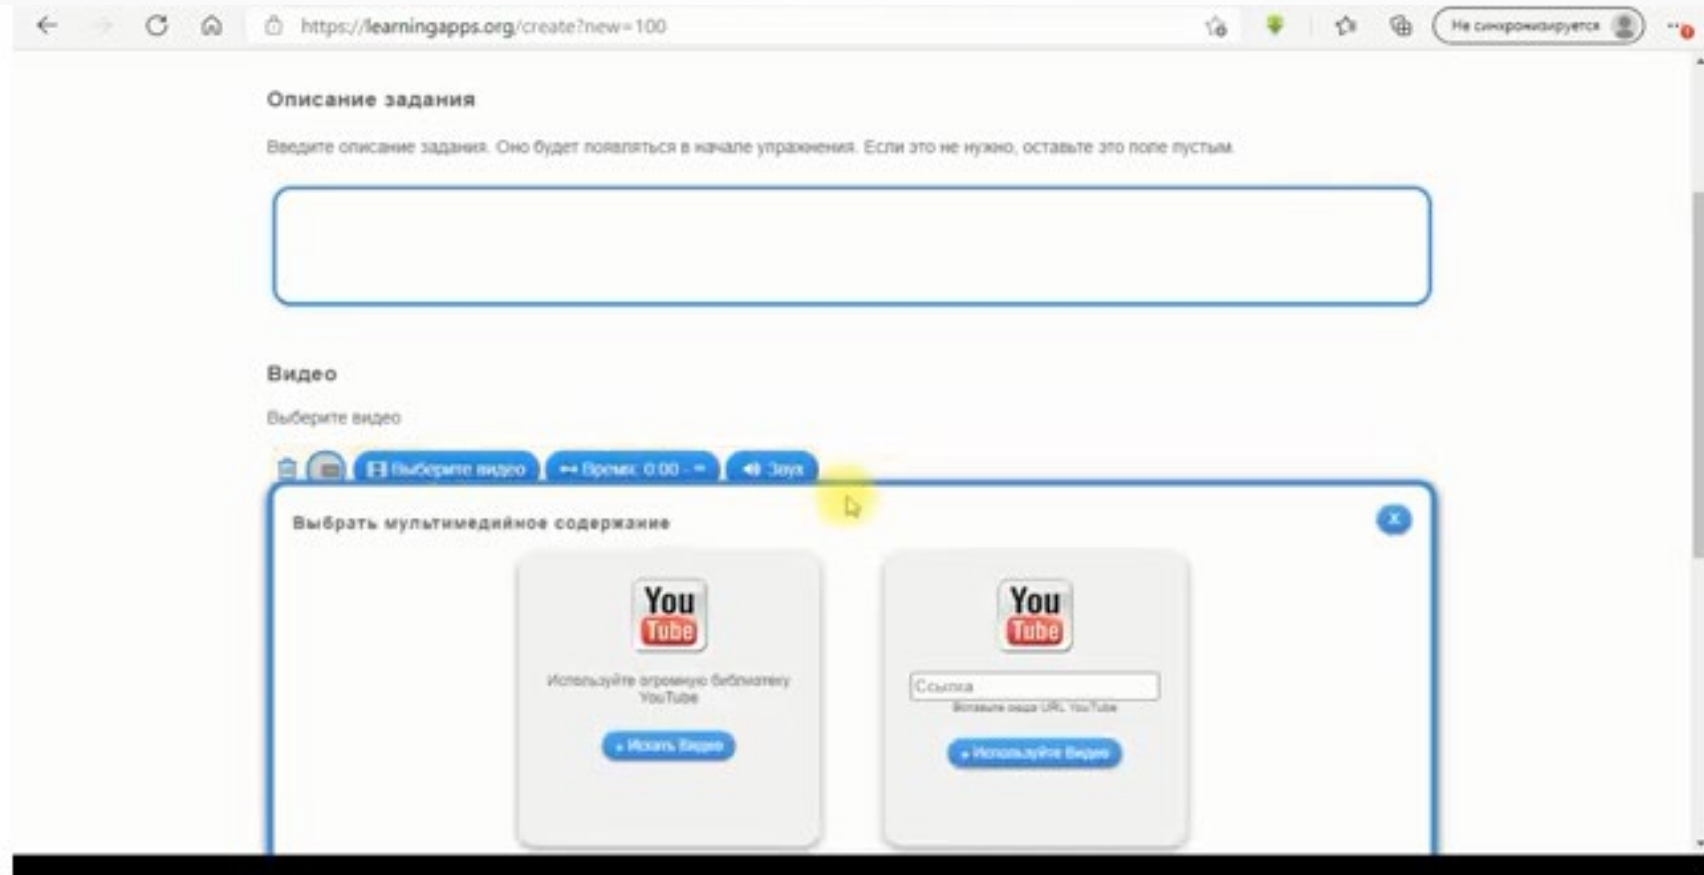 https://learningapps.org/create?new=100
Не синхронизируется
Описание задания
Введите описание задания. Оно будет появляться в начале упражнения. Если это не нужно, оставьте это поле пустым.
Видео
Выберите видео
Выберите видео
Время: 0:00 - ∞
Звук
Выбрать мультимедийное содержание
X
You
Tube
Используйте огромную библиотеку
YouTube
+ Искать Видео
You
Tube
Ссылка
Вставьте сюда URL YouTube
+ Используйте Видео